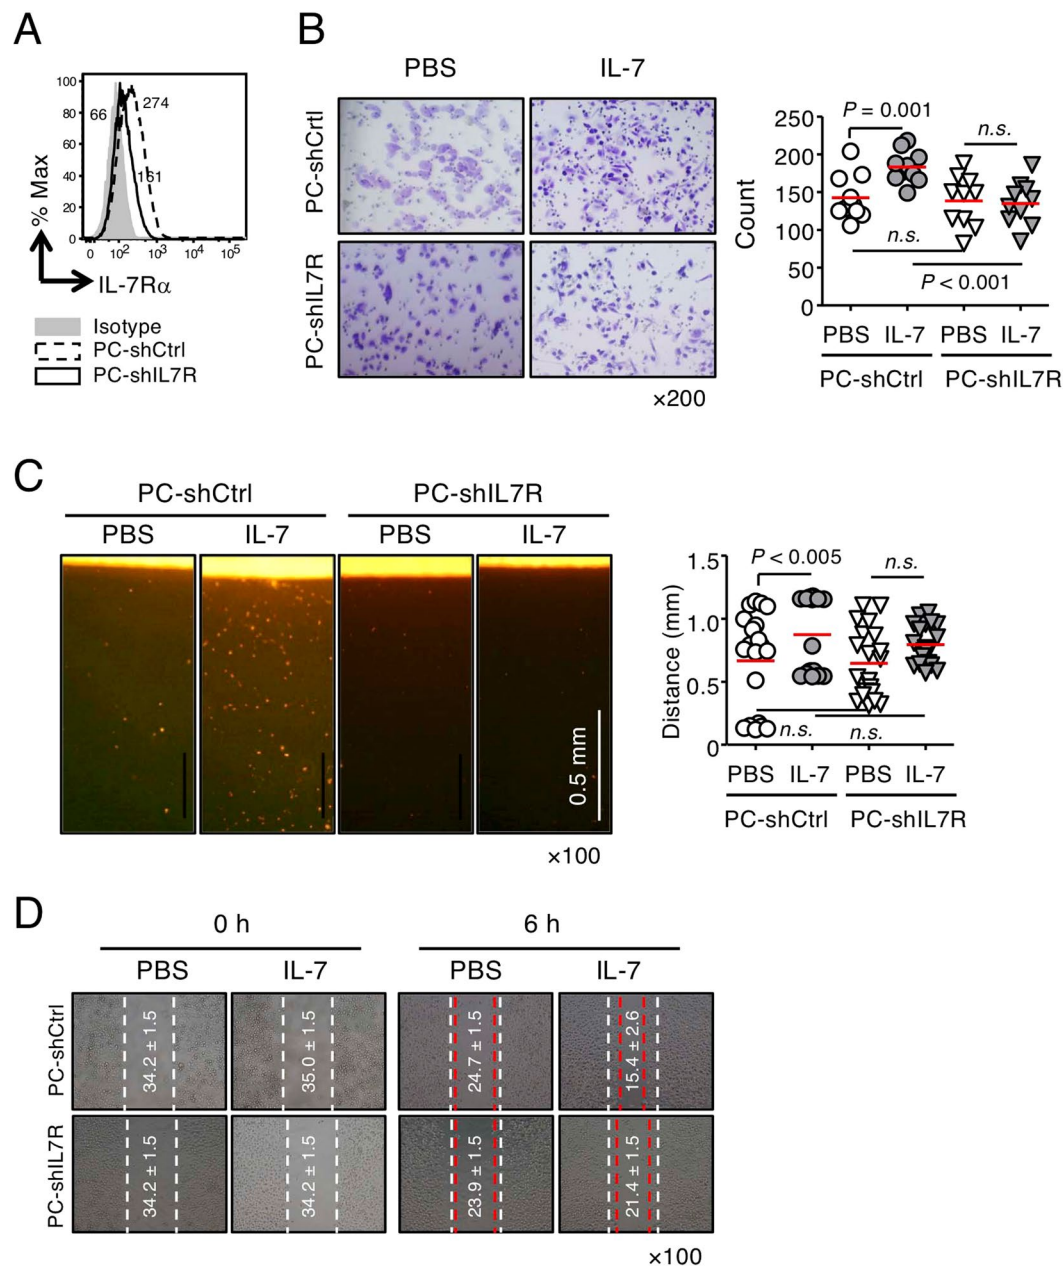 A
100
80
60
40
20
0
% Max
66
274
161
0 10² 10³ 10⁴ 10⁵
IL-7Rα
Isotype
PC-shCtrl
PC-shIL7R
B
PBS IL-7
PC-shCrtl
PC-shIL7R
×200
Count
250
200
150
100
50
0
P = 0.001
n.s.
n.s.
P < 0.001
PBS IL-7 PBS IL-7
PC-shCtrl PC-shIL7R
C
PC-shCtrl PC-shIL7R
PBS IL-7 PBS IL-7
0.5 mm
×100
Distance (mm)
1.5
1.0
0.5
0
P < 0.005
n.s.
n.s. n.s.
PBS IL-7 PBS IL-7
PC-shCtrl PC-shIL7R
D
0 h 6 h
PBS IL-7 PBS IL-7
PC-shCtrl
34.2 ± 1.5 35.0 ± 1.5 24.7 ± 1.5 15.4 ± 2.6
PC-shIL7R
34.2 ± 1.5 34.2 ± 1.5 23.9 ± 1.5 21.4 ± 1.5
×100